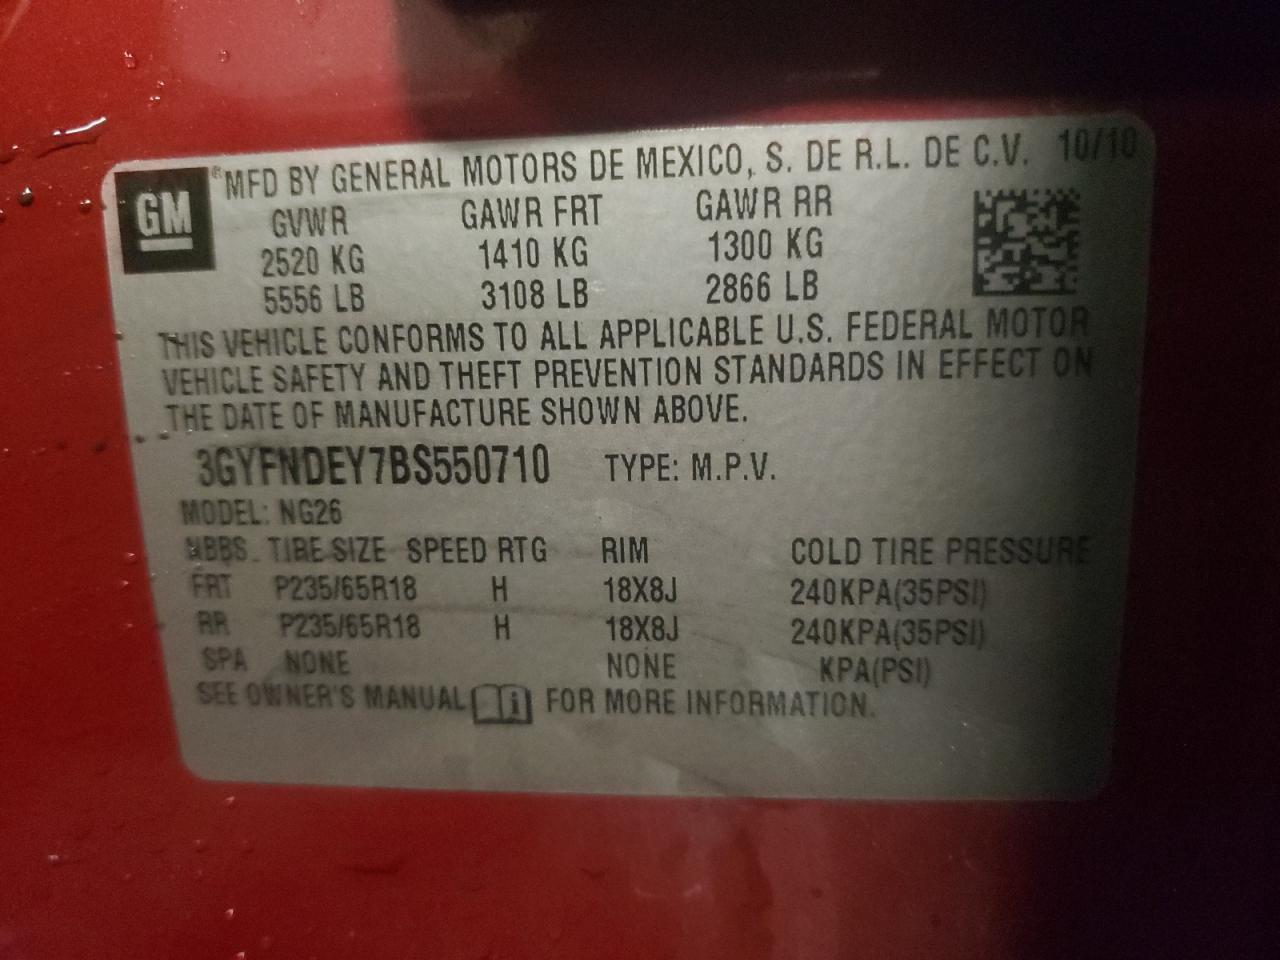 GM
®MFD BY GENERAL MOTORS DE MEXICO, S. DE R.L. DE C.V. 10/10
GVWR GAWR FRT GAWR RR
2520 KG 1410 KG 1300 KG
5556 LB 3108 LB 2866 LB
THIS VEHICLE CONFORMS TO ALL APPLICABLE U.S. FEDERAL MOTOR
VEHICLE SAFETY AND THEFT PREVENTION STANDARDS IN EFFECT ON
THE DATE OF MANUFACTURE SHOWN ABOVE.
3GYFNDEY7BS550710 TYPE: M.P.V.
MODEL: NG26
TIRE SIZE SPEED RTG RIM COLD TIRE PRESSURE
FRT P235/65R18 H 18X8J 240KPA(35PSI)
RR P235/65R18 H 18X8J 240KPA(35PSI)
SPA NONE NONE KPA(PSI)
SEE OWNER'S MANUAL FOR MORE INFORMATION.